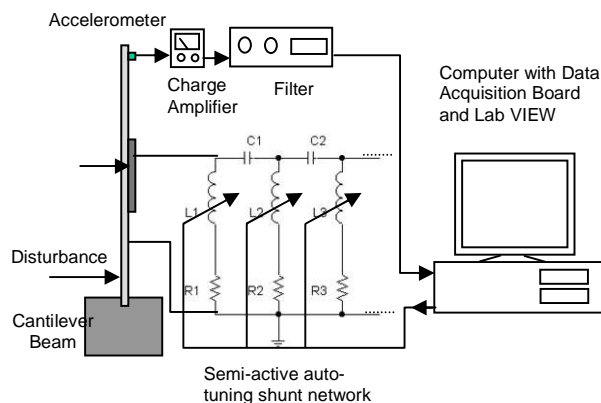 Accelerometer
Charge
Amplifier
Filter
Computer with Data
Acquisition Board
and Lab VIEW
C1
C2
L1
L2
L3
Disturbance
R1
R2
R3
Cantilever
Beam
Semi-active auto-
tuning shunt network